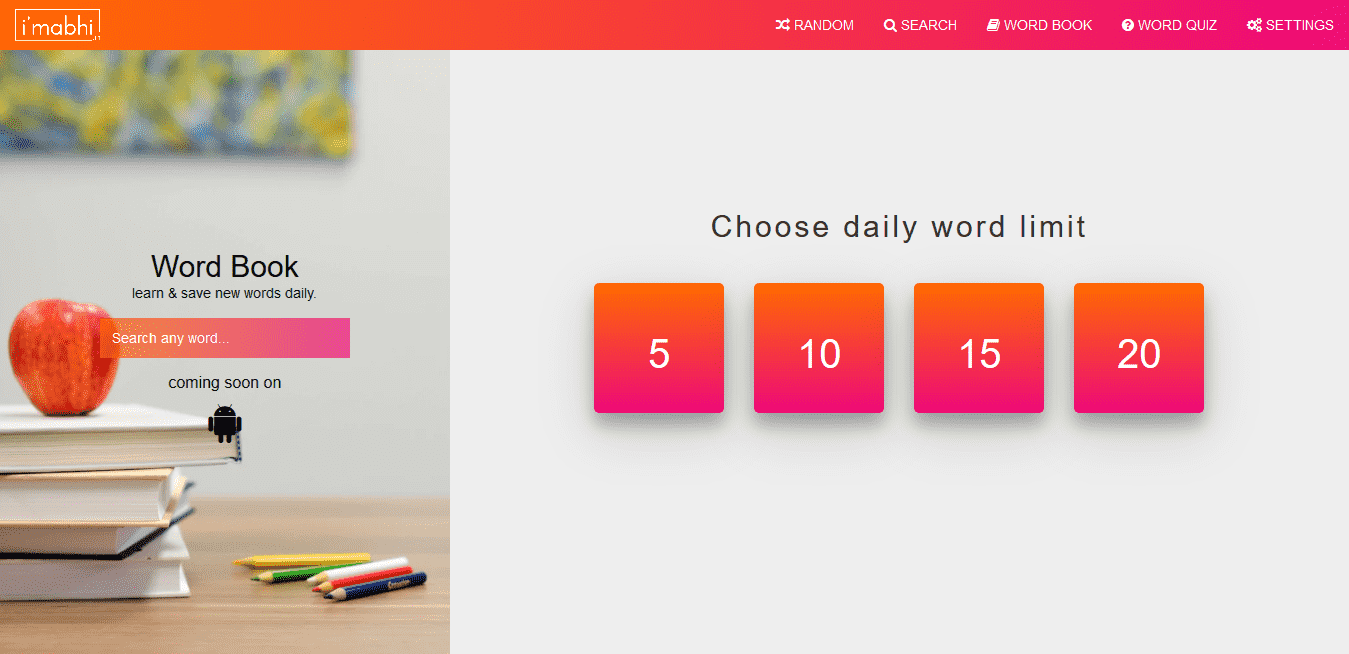 i'mabhi
RANDOM SEARCH WORD BOOK WORD QUIZ SETTINGS
Word Book
learn & save new words daily.
Search any word...
coming soon on
Choose daily word limit
5 10 15 20